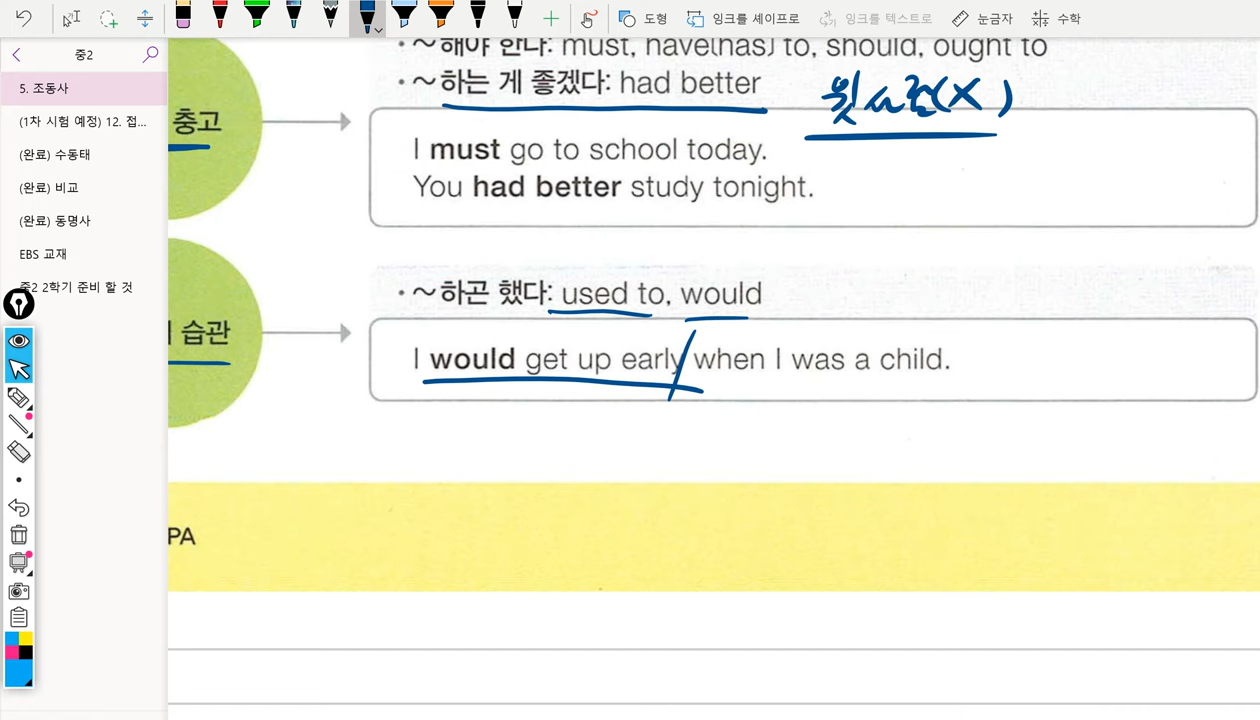 도형
잉크를 셰이프로
잉크를 텍스트로
눈금자
수학
중2
5. 조동사
(1차 시험 예정) 12. 접...
(완료) 수동태
(완료) 비교
(완료) 동명사
EBS 교재
중2 2학기 준비 할 것
충고
· ~해야 한다: must, have[has] to, should, ought to
· ~하는 게 좋겠다: had better
윗사람(X)
I must go to school today.
You had better study tonight.
습관
· ~하곤 했다: used to, would
I would get up early / when I was a child.
PA